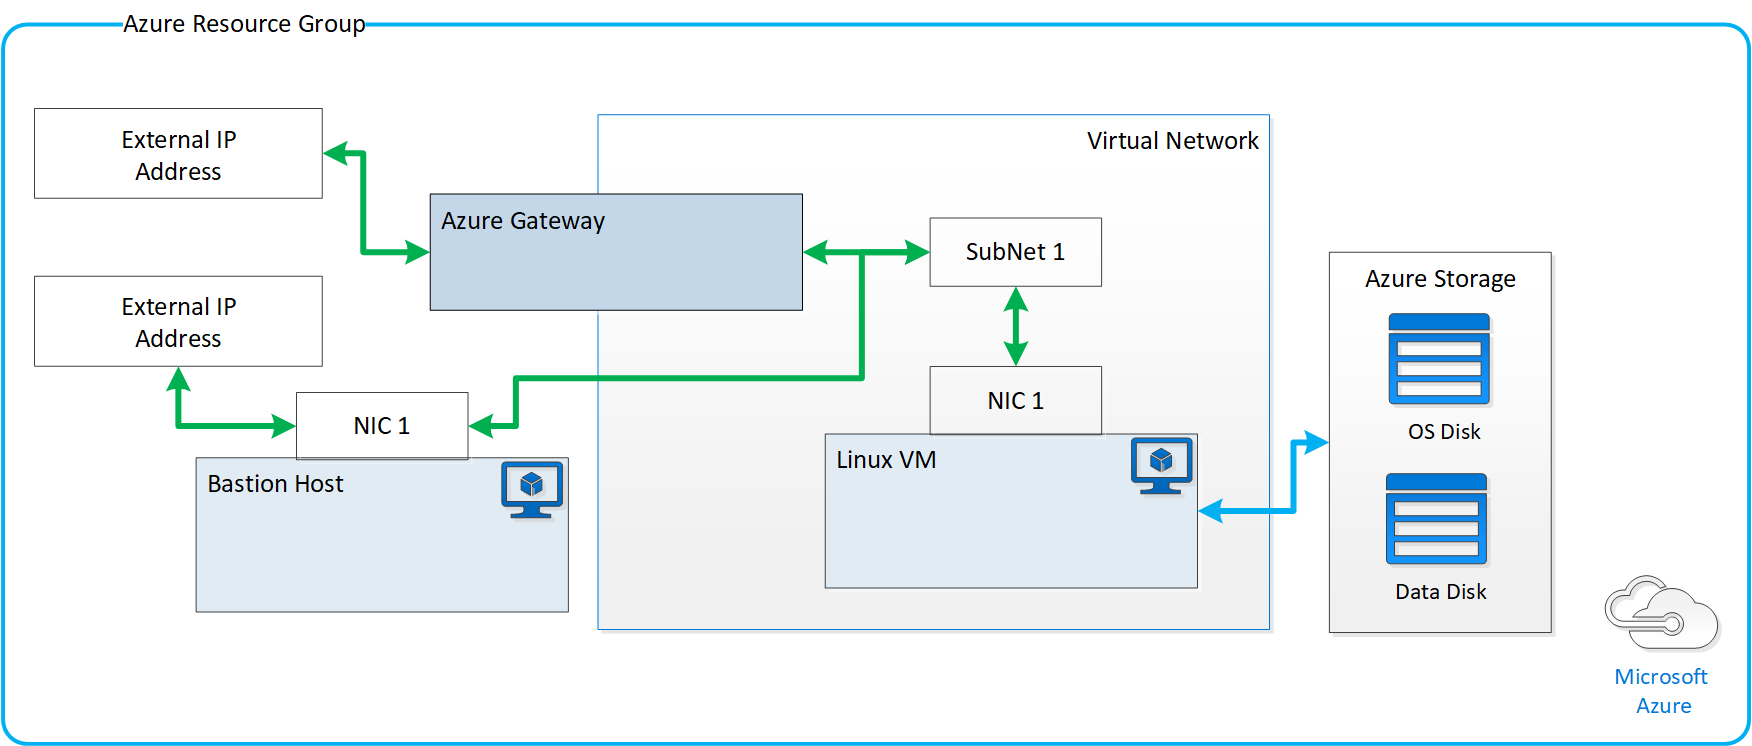 Azure Resource Group
External IP
Address
Virtual Network
Azure Gateway
SubNet 1
External IP
Address
NIC 1
Bastion Host
NIC 1
Linux VM
Azure Storage
OS Disk
Data Disk
Microsoft
Azure